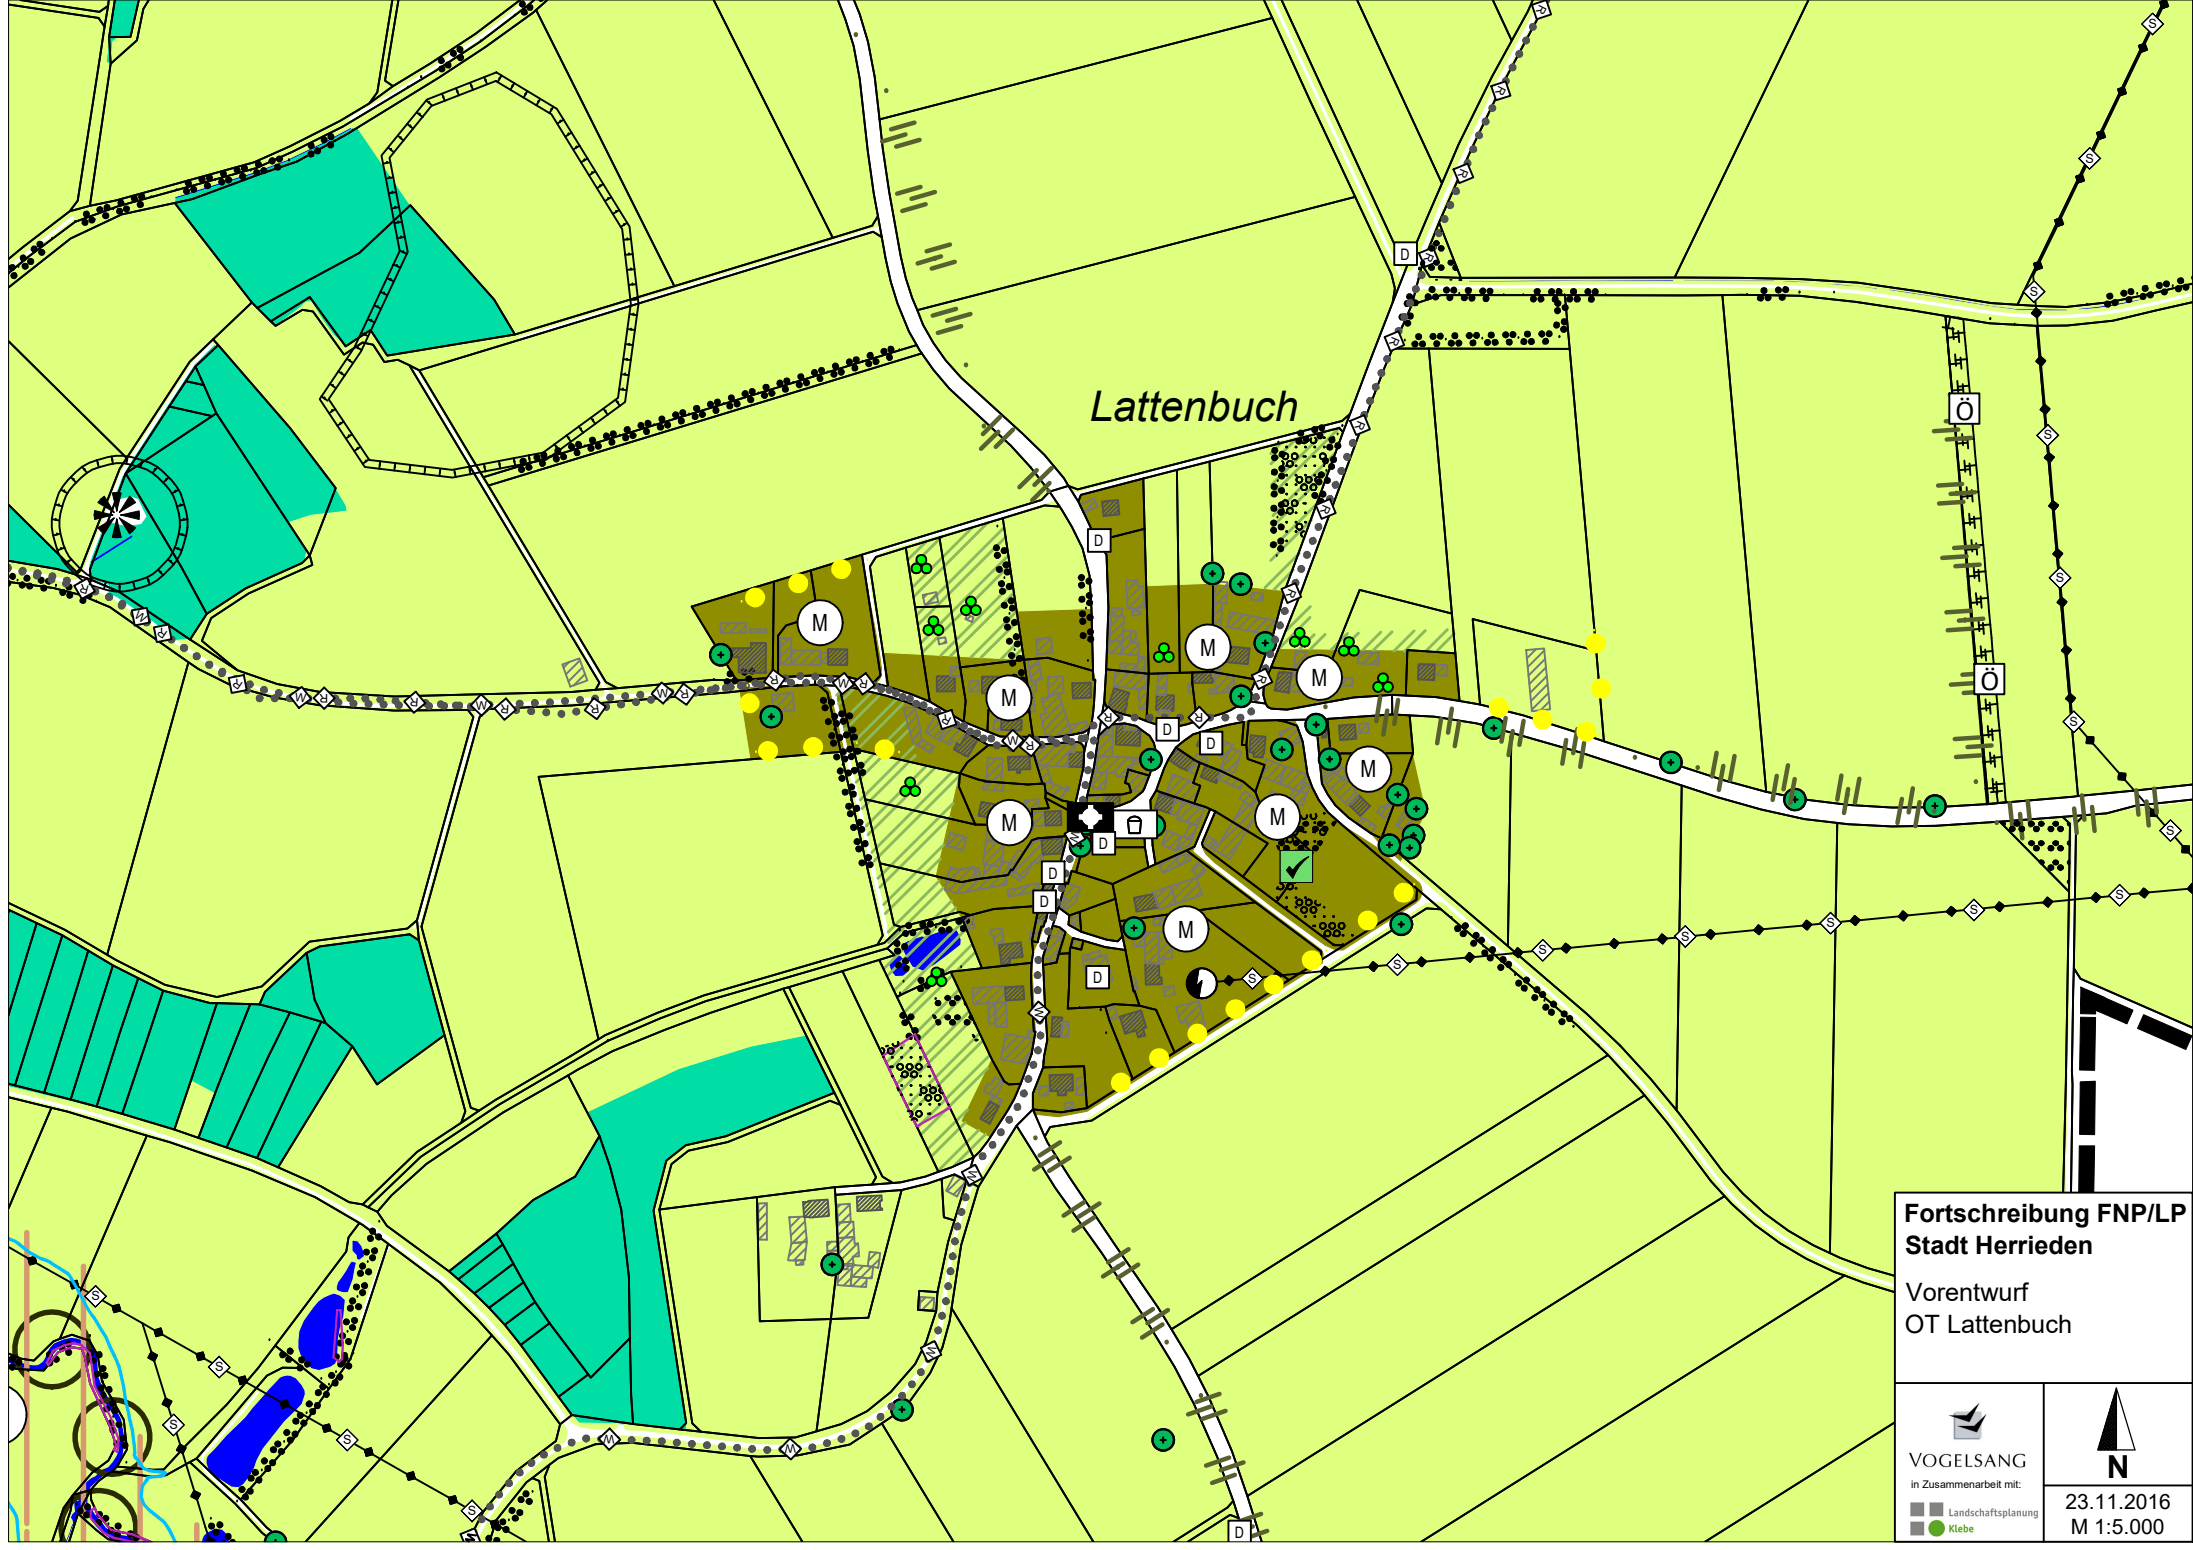 Lattenbuch
D
Ö
D
M
M
M
M
Ö
D
D
M
M
M
D
D
D
M
D
D
Fortschreibung FNP/LP
Stadt Herrieden
Vorentwurf
OT Lattenbuch
VOGELSANG
in Zusammenarbeit mit:
Landschaftsplanung
Klebe
N
23.11.2016
M 1:5.000